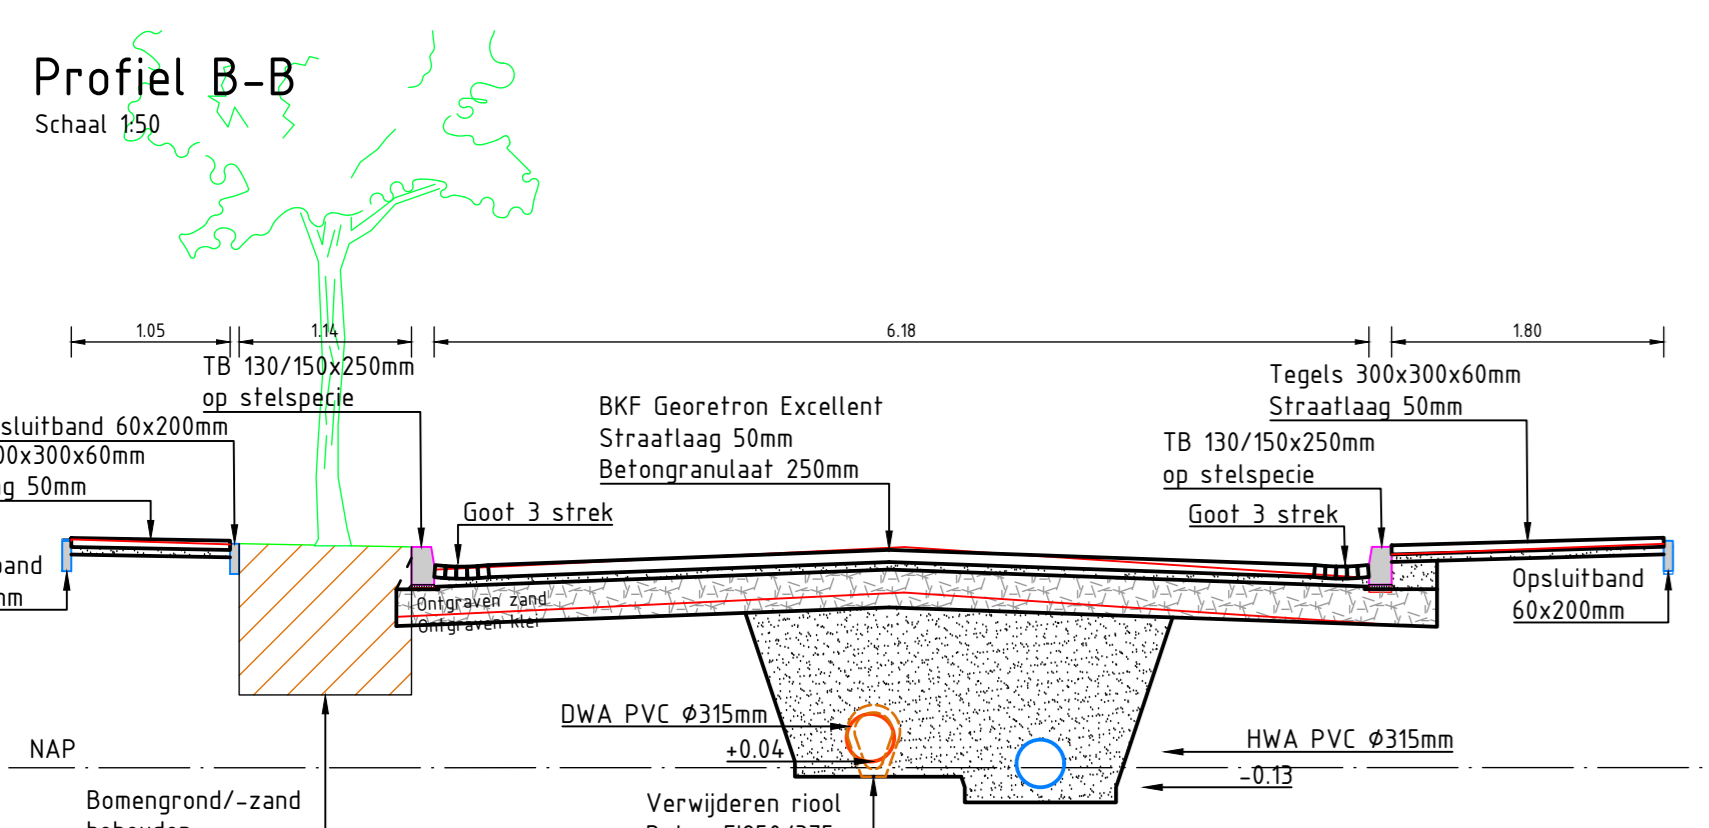 Profiel B-B
Schaal 1:50
1.05
1.14
6.18
1.80
TB 130/150x250mm
op stelspecie
sluitband 60x200mm
00x300x60mm
50mm
BKF Georetron Excellent
Straatlaag 50mm
Betongranulaat 250mm
Tegels 300x300x60mm
Straatlaag 50mm
TB 130/150x250mm
op stelspecie
Goot 3 strek
Goot 3 strek
Ontgraven zand
Ontgraven klei
Opsluitband
60x200mm
DWA PVC Ø315mm
+0.04
HWA PVC Ø315mm
-0.13
NAP
Bomengrond/-zand
behouden
Verwijderen riool